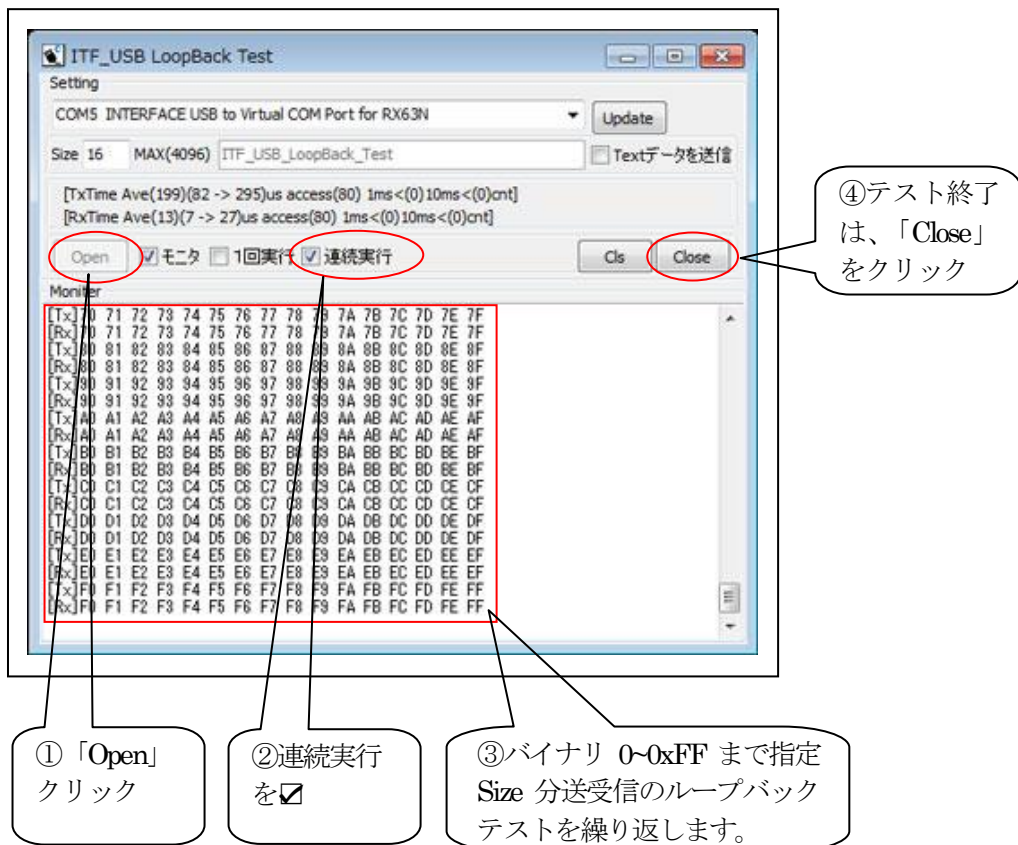 ITF_USB LoopBack Test
Setting
COM5 INTERFACE USB to Virtual COM Port for RX63N
Update
Size 16 MAX(4096) ITF_USB_LoopBack_Test Textデータを送信
[TxTime Ave(199)(82 -> 295)us access(80) 1ms<(0)10ms<(0)cnt]
[RxTime Ave(13)(7 -> 27)us access(80) 1ms<(0)10ms<(0)cnt]
Open モニタ 1回実行 連続実行 Cls Close
Moniter
[Tx]70 71 72 73 74 75 76 77 78 79 7A 7B 7C 7D 7E 7F
[Rx]70 71 72 73 74 75 76 77 78 79 7A 7B 7C 7D 7E 7F
[Tx]80 81 82 83 84 85 86 87 88 89 8A 8B 8C 8D 8E 8F
[Rx]80 81 82 83 84 85 86 87 88 89 8A 8B 8C 8D 8E 8F
[Tx]90 91 92 93 94 95 96 97 98 99 9A 9B 9C 9D 9E 9F
[Rx]90 91 92 93 94 95 96 97 98 99 9A 9B 9C 9D 9E 9F
[Tx]A0 A1 A2 A3 A4 A5 A6 A7 A8 A9 AA AB AC AD AE AF
[Rx]A0 A1 A2 A3 A4 A5 A6 A7 A8 A9 AA AB AC AD AE AF
[Tx]B0 B1 B2 B3 B4 B5 B6 B7 B8 B9 BA BB BC BD BE BF
[Rx]B0 B1 B2 B3 B4 B5 B6 B7 B8 B9 BA BB BC BD BE BF
[Tx]C0 C1 C2 C3 C4 C5 C6 C7 C8 C9 CA CB CC CD CE CF
[Rx]C0 C1 C2 C3 C4 C5 C6 C7 C8 C9 CA CB CC CD CE CF
[Tx]D0 D1 D2 D3 D4 D5 D6 D7 D8 D9 DA DB DC DD DE DF
[Rx]D0 D1 D2 D3 D4 D5 D6 D7 D8 D9 DA DB DC DD DE DF
[Tx]E0 E1 E2 E3 E4 E5 E6 E7 E8 E9 EA EB EC ED EE EF
[Rx]E0 E1 E2 E3 E4 E5 E6 E7 E8 E9 EA EB EC ED EE EF
[Tx]F0 F1 F2 F3 F4 F5 F6 F7 F8 F9 FA FB FC FD FE FF
[Rx]F0 F1 F2 F3 F4 F5 F6 F7 F8 F9 FA FB FC FD FE FF
④テスト終了
は、「Close」
をクリック
①「Open」
クリック
②連続実行
を☑
③バイナリ 0~0xFF まで指定
Size 分送受信のループバック
テストを繰り返します。